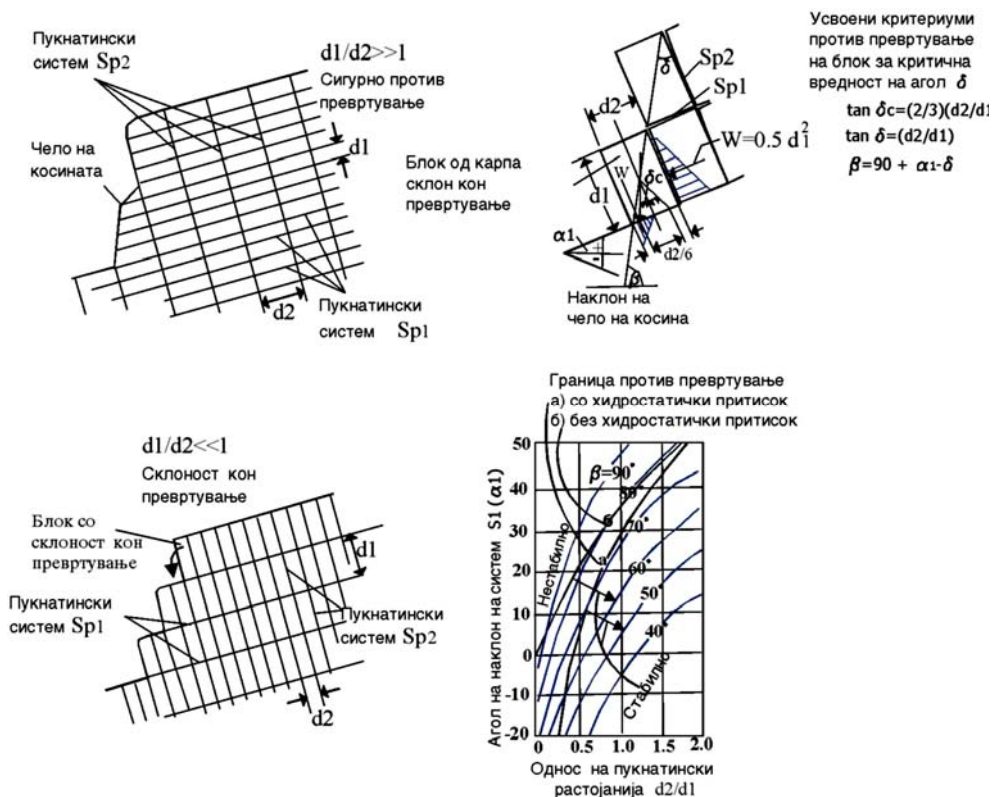 Пукнатински
систем Sp2
d1/d2>>1
Сигурно против
превртување
d1
Чело на
косината
d2
Пукнатински
систем Sp1
Блок од карпа
склон кон
превртување
δ
Sp2
Sp1
d2
W=0.5 d1²
W
δc
d1
α1
d2/6
β
Наклон на
чело на косина
Усвоени критериуми
против превртување
на блок за критична
вредност на агол δ
tan δc=(2/3)(d2/d1
tan δ=(d2/d1)
β=90 + α1-δ
d1/d2<<1
Склоност кон
превртување
Блок со
склоност кон
превртување
d1
Пукнатински
систем Sp1
Пукнатински
систем Sp2
d2
Граница против превртување
а) со хидростатички притисок
б) без хидростатички притисок
Агол на наклон на систем S1 (α1)
50
40
30
20
10
0
-10
-20
β=90°
80°
70°
60°
50°
40°
б
а
Нестабилно
Стабилно
0 0.5 1.0 1.5 2.0
Однос на пукнатински
растојанија d2/d1